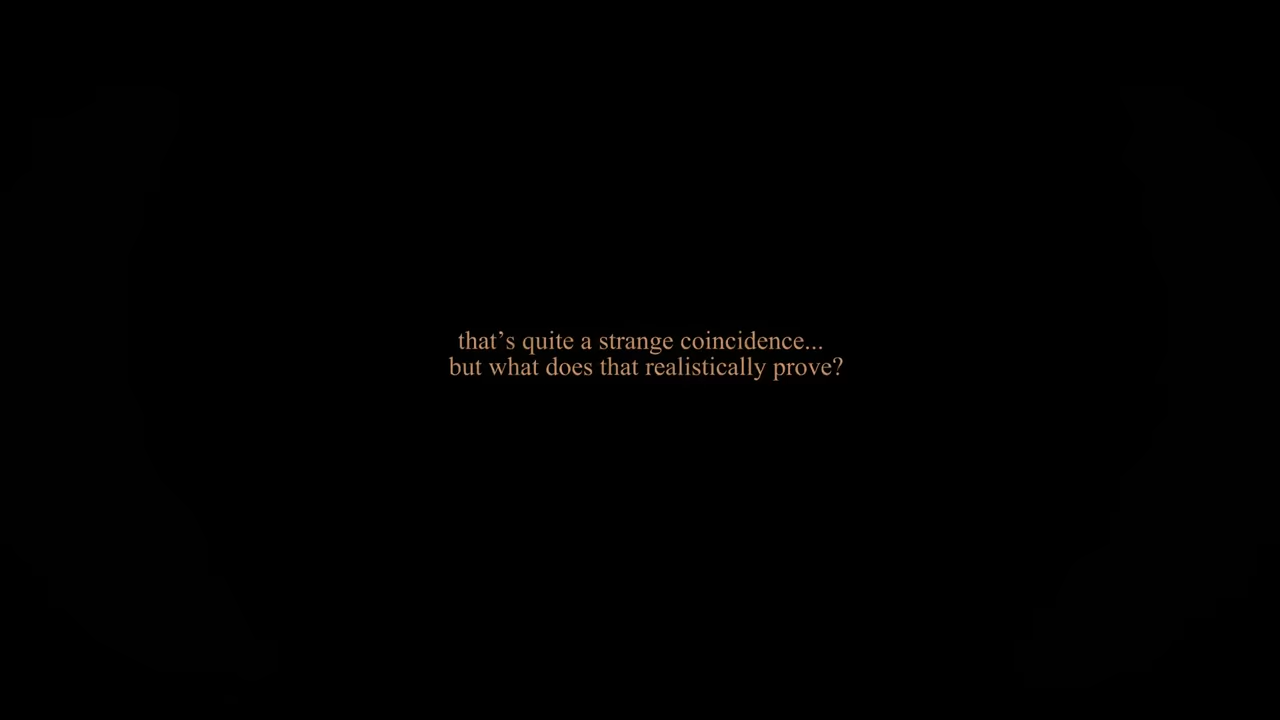 that’s quite a strange coincidence...
but what does that realistically prove?